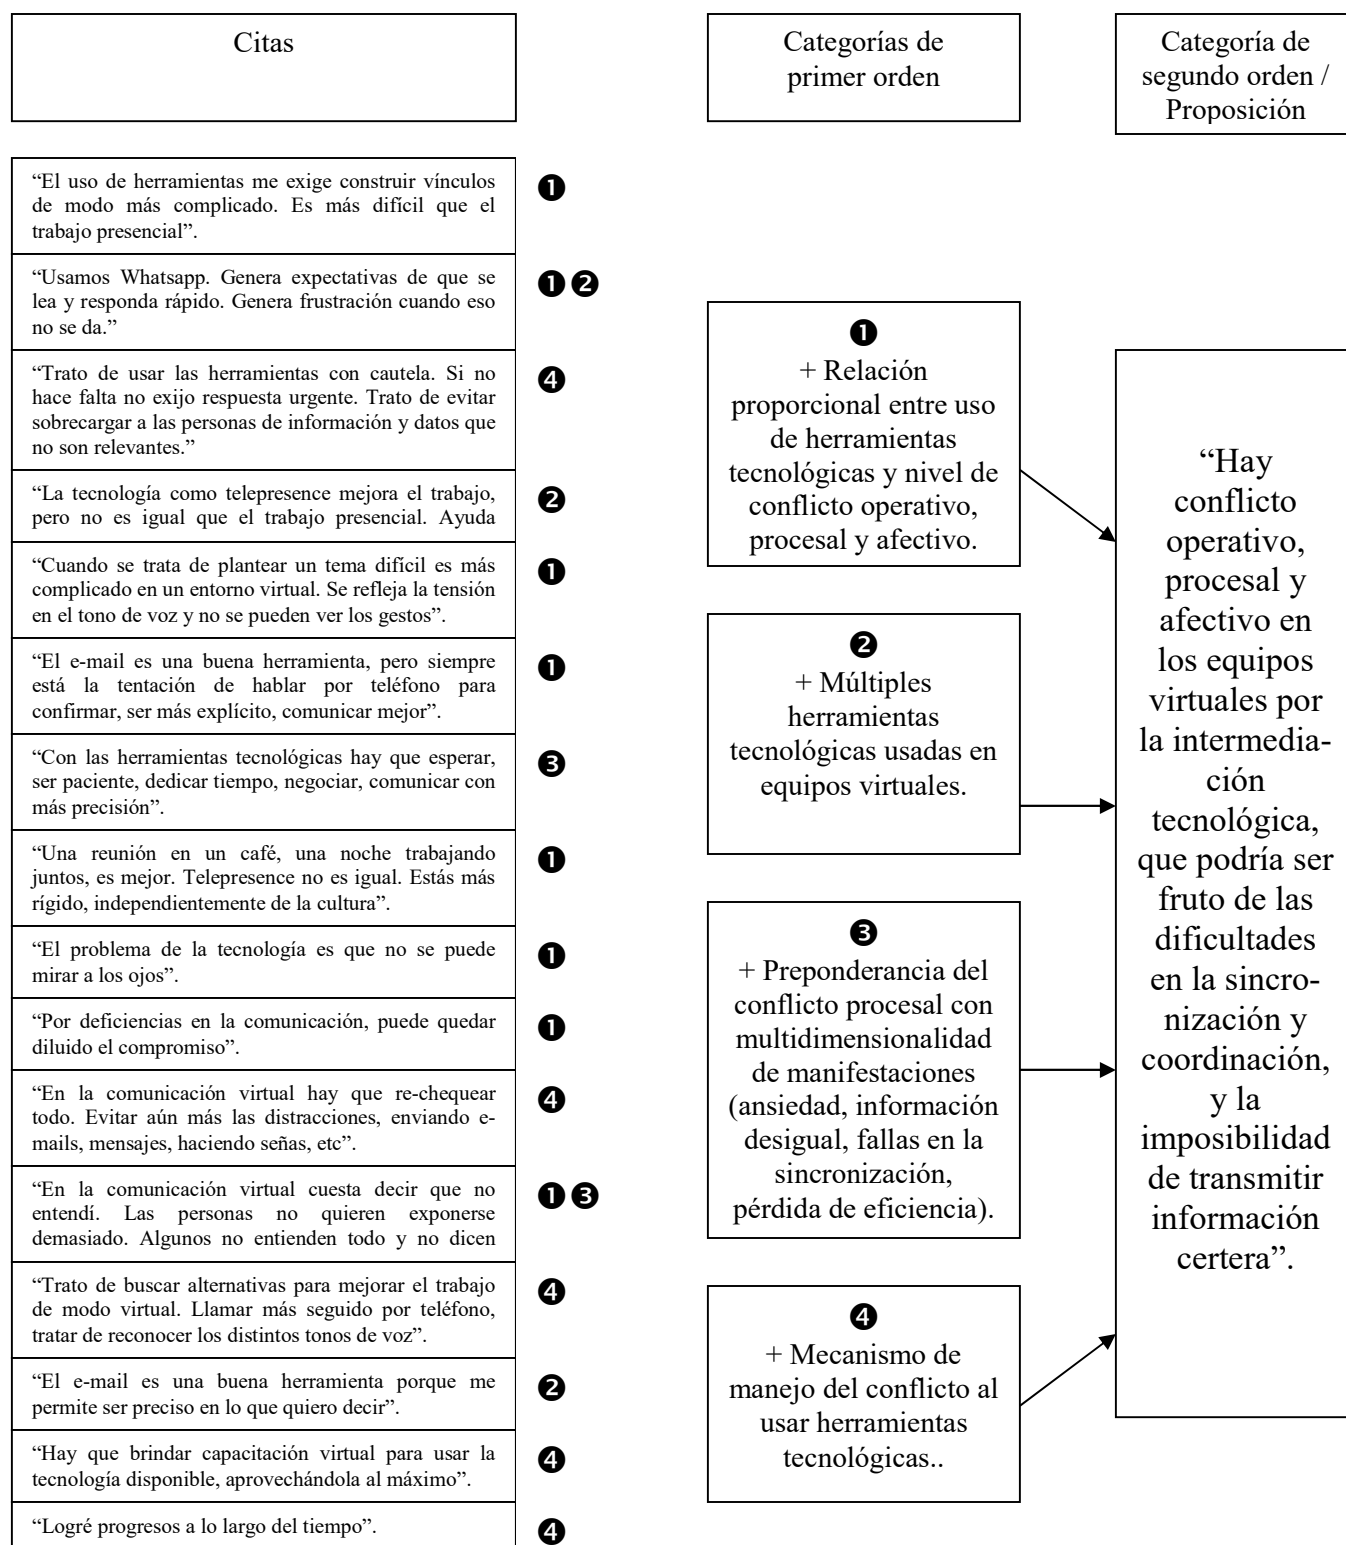 Citas
Categorías de
primer orden
Categoría de
segundo orden /
Proposición
“El uso de herramientas me exige construir vínculos
de modo más complicado. Es más difícil que el
trabajo presencial”.
❶
“Usamos Whatsapp. Genera expectativas de que se
lea y responda rápido. Genera frustración cuando eso
no se da.”
❶ ❷
“Trato de usar las herramientas con cautela. Si no
hace falta no exijo respuesta urgente. Trato de evitar
sobrecargar a las personas de información y datos que
no son relevantes.”
❹
“La tecnología como telepresence mejora el trabajo,
pero no es igual que el trabajo presencial. Ayuda
❷
“Cuando se trata de plantear un tema difícil es más
complicado en un entorno virtual. Se refleja la tensión
en el tono de voz y no se pueden ver los gestos”.
❶
“El e-mail es una buena herramienta, pero siempre
está la tentación de hablar por teléfono para
confirmar, ser más explícito, comunicar mejor”.
❶
“Con las herramientas tecnológicas hay que esperar,
ser paciente, dedicar tiempo, negociar, comunicar con
más precisión”.
❸
“Una reunión en un café, una noche trabajando
juntos, es mejor. Telepresence no es igual. Estás más
rígido, independientemente de la cultura”.
❶
“El problema de la tecnología es que no se puede
mirar a los ojos”.
❶
“Por deficiencias en la comunicación, puede quedar
diluido el compromiso”.
❶
“En la comunicación virtual hay que re-chequear
todo. Evitar aún más las distracciones, enviando e-
mails, mensajes, haciendo señas, etc”.
❹
“En la comunicación virtual cuesta decir que no
entendí. Las personas no quieren exponerse
demasiado. Algunos no entienden todo y no dicen
❶ ❸
“Trato de buscar alternativas para mejorar el trabajo
de modo virtual. Llamar más seguido por teléfono,
tratar de reconocer los distintos tonos de voz”.
❹
“El e-mail es una buena herramienta porque me
permite ser preciso en lo que quiero decir”.
❷
“Hay que brindar capacitación virtual para usar la
tecnología disponible, aprovechándola al máximo”.
❹
“Logré progresos a lo largo del tiempo”.
❹
❶
+ Relación
proporcional entre uso
de herramientas
tecnológicas y nivel de
conflicto operativo,
procesal y afectivo.
❷
+ Múltiples
herramientas
tecnológicas usadas en
equipos virtuales.
❸
+ Preponderancia del
conflicto procesal con
multidimensionalidad
de manifestaciones
(ansiedad, información
desigual, fallas en la
sincronización,
pérdida de eficiencia).
❹
+ Mecanismo de
manejo del conflicto al
usar herramientas
tecnológicas..
“Hay
conflicto
operativo,
procesal y
afectivo en
los equipos
virtuales por
la intermedia-
ción
tecnológica,
que podría ser
fruto de las
dificultades
en la sincro-
nización y
coordinación,
y la
imposibilidad
de transmitir
información
certera”.